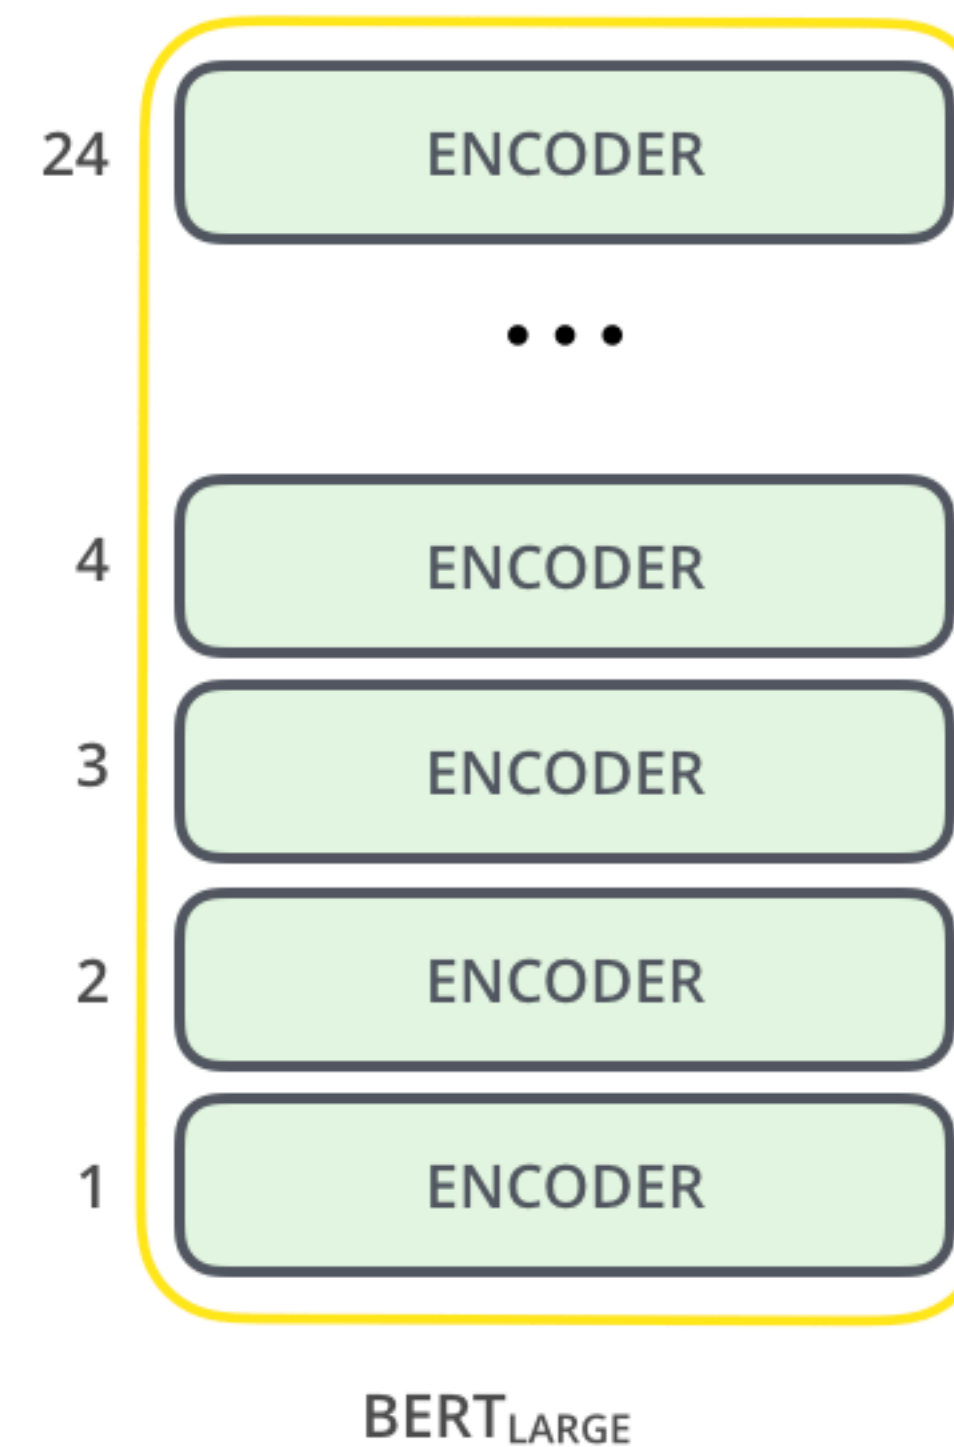 24 ENCODER
...
4 ENCODER
3 ENCODER
2 ENCODER
1 ENCODER
BERTLARGE